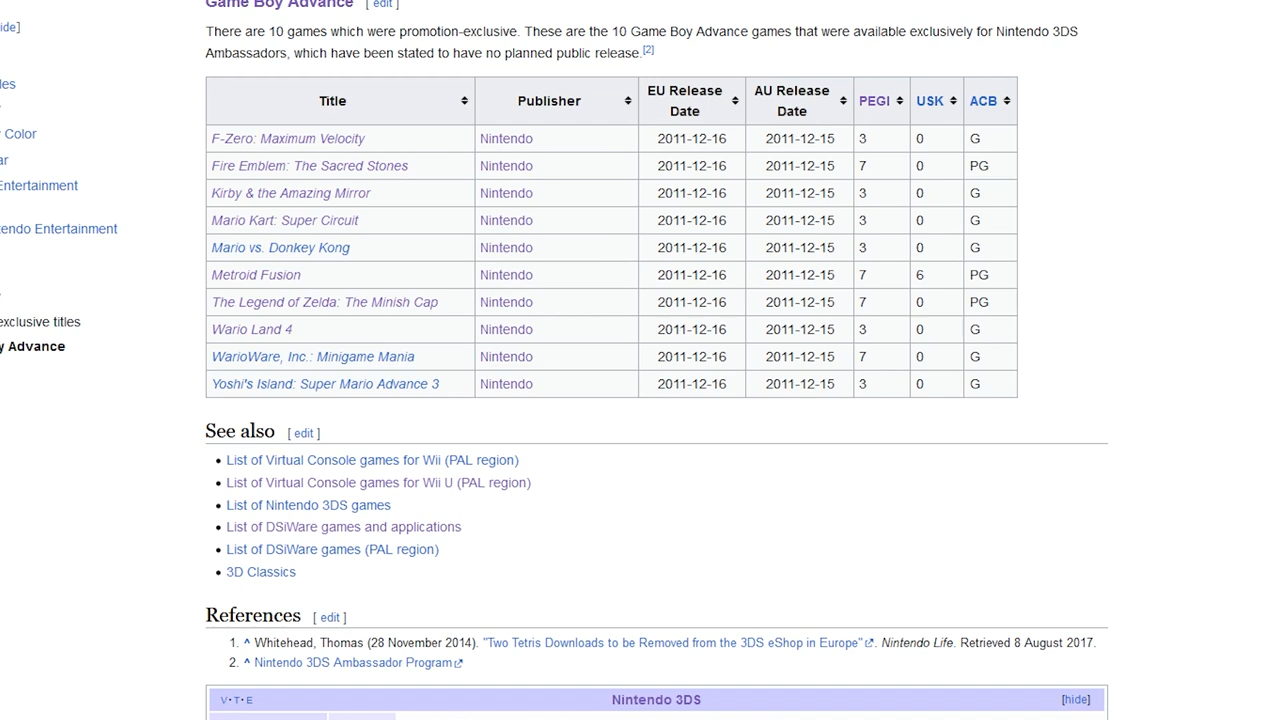 Game Boy Advance [ edit ]
There are 10 games which were promotion-exclusive. These are the 10 Game Boy Advance games that were available exclusively for Nintendo 3DS
Ambassadors, which have been stated to have no planned public release.[2]
Title Publisher EU Release Date AU Release Date PEGI USK ACB
F-Zero: Maximum Velocity Nintendo 2011-12-16 2011-12-15 3 0 G
Fire Emblem: The Sacred Stones Nintendo 2011-12-16 2011-12-15 7 0 PG
Kirby & the Amazing Mirror Nintendo 2011-12-16 2011-12-15 3 0 G
Mario Kart: Super Circuit Nintendo 2011-12-16 2011-12-15 3 0 G
Mario vs. Donkey Kong Nintendo 2011-12-16 2011-12-15 3 0 G
Metroid Fusion Nintendo 2011-12-16 2011-12-15 7 6 PG
The Legend of Zelda: The Minish Cap Nintendo 2011-12-16 2011-12-15 7 0 PG
Wario Land 4 Nintendo 2011-12-16 2011-12-15 3 0 G
WarioWare, Inc.: Minigame Mania Nintendo 2011-12-16 2011-12-15 7 0 G
Yoshi's Island: Super Mario Advance 3 Nintendo 2011-12-16 2011-12-15 3 0 G
See also [ edit ]
• List of Virtual Console games for Wii (PAL region)
• List of Virtual Console games for Wii U (PAL region)
• List of Nintendo 3DS games
• List of DSiWare games and applications
• List of DSiWare games (PAL region)
• 3D Classics
References [ edit ]
1. ^ Whitehead, Thomas (28 November 2014). "Two Tetris Downloads to be Removed from the 3DS eShop in Europe". Nintendo Life. Retrieved 8 August 2017.
2. ^ Nintendo 3DS Ambassador Program
V·T·E Nintendo 3DS [hide]
ide]
les
Color
ar
Entertainment
tendo Entertainment
exclusive titles
y Advance